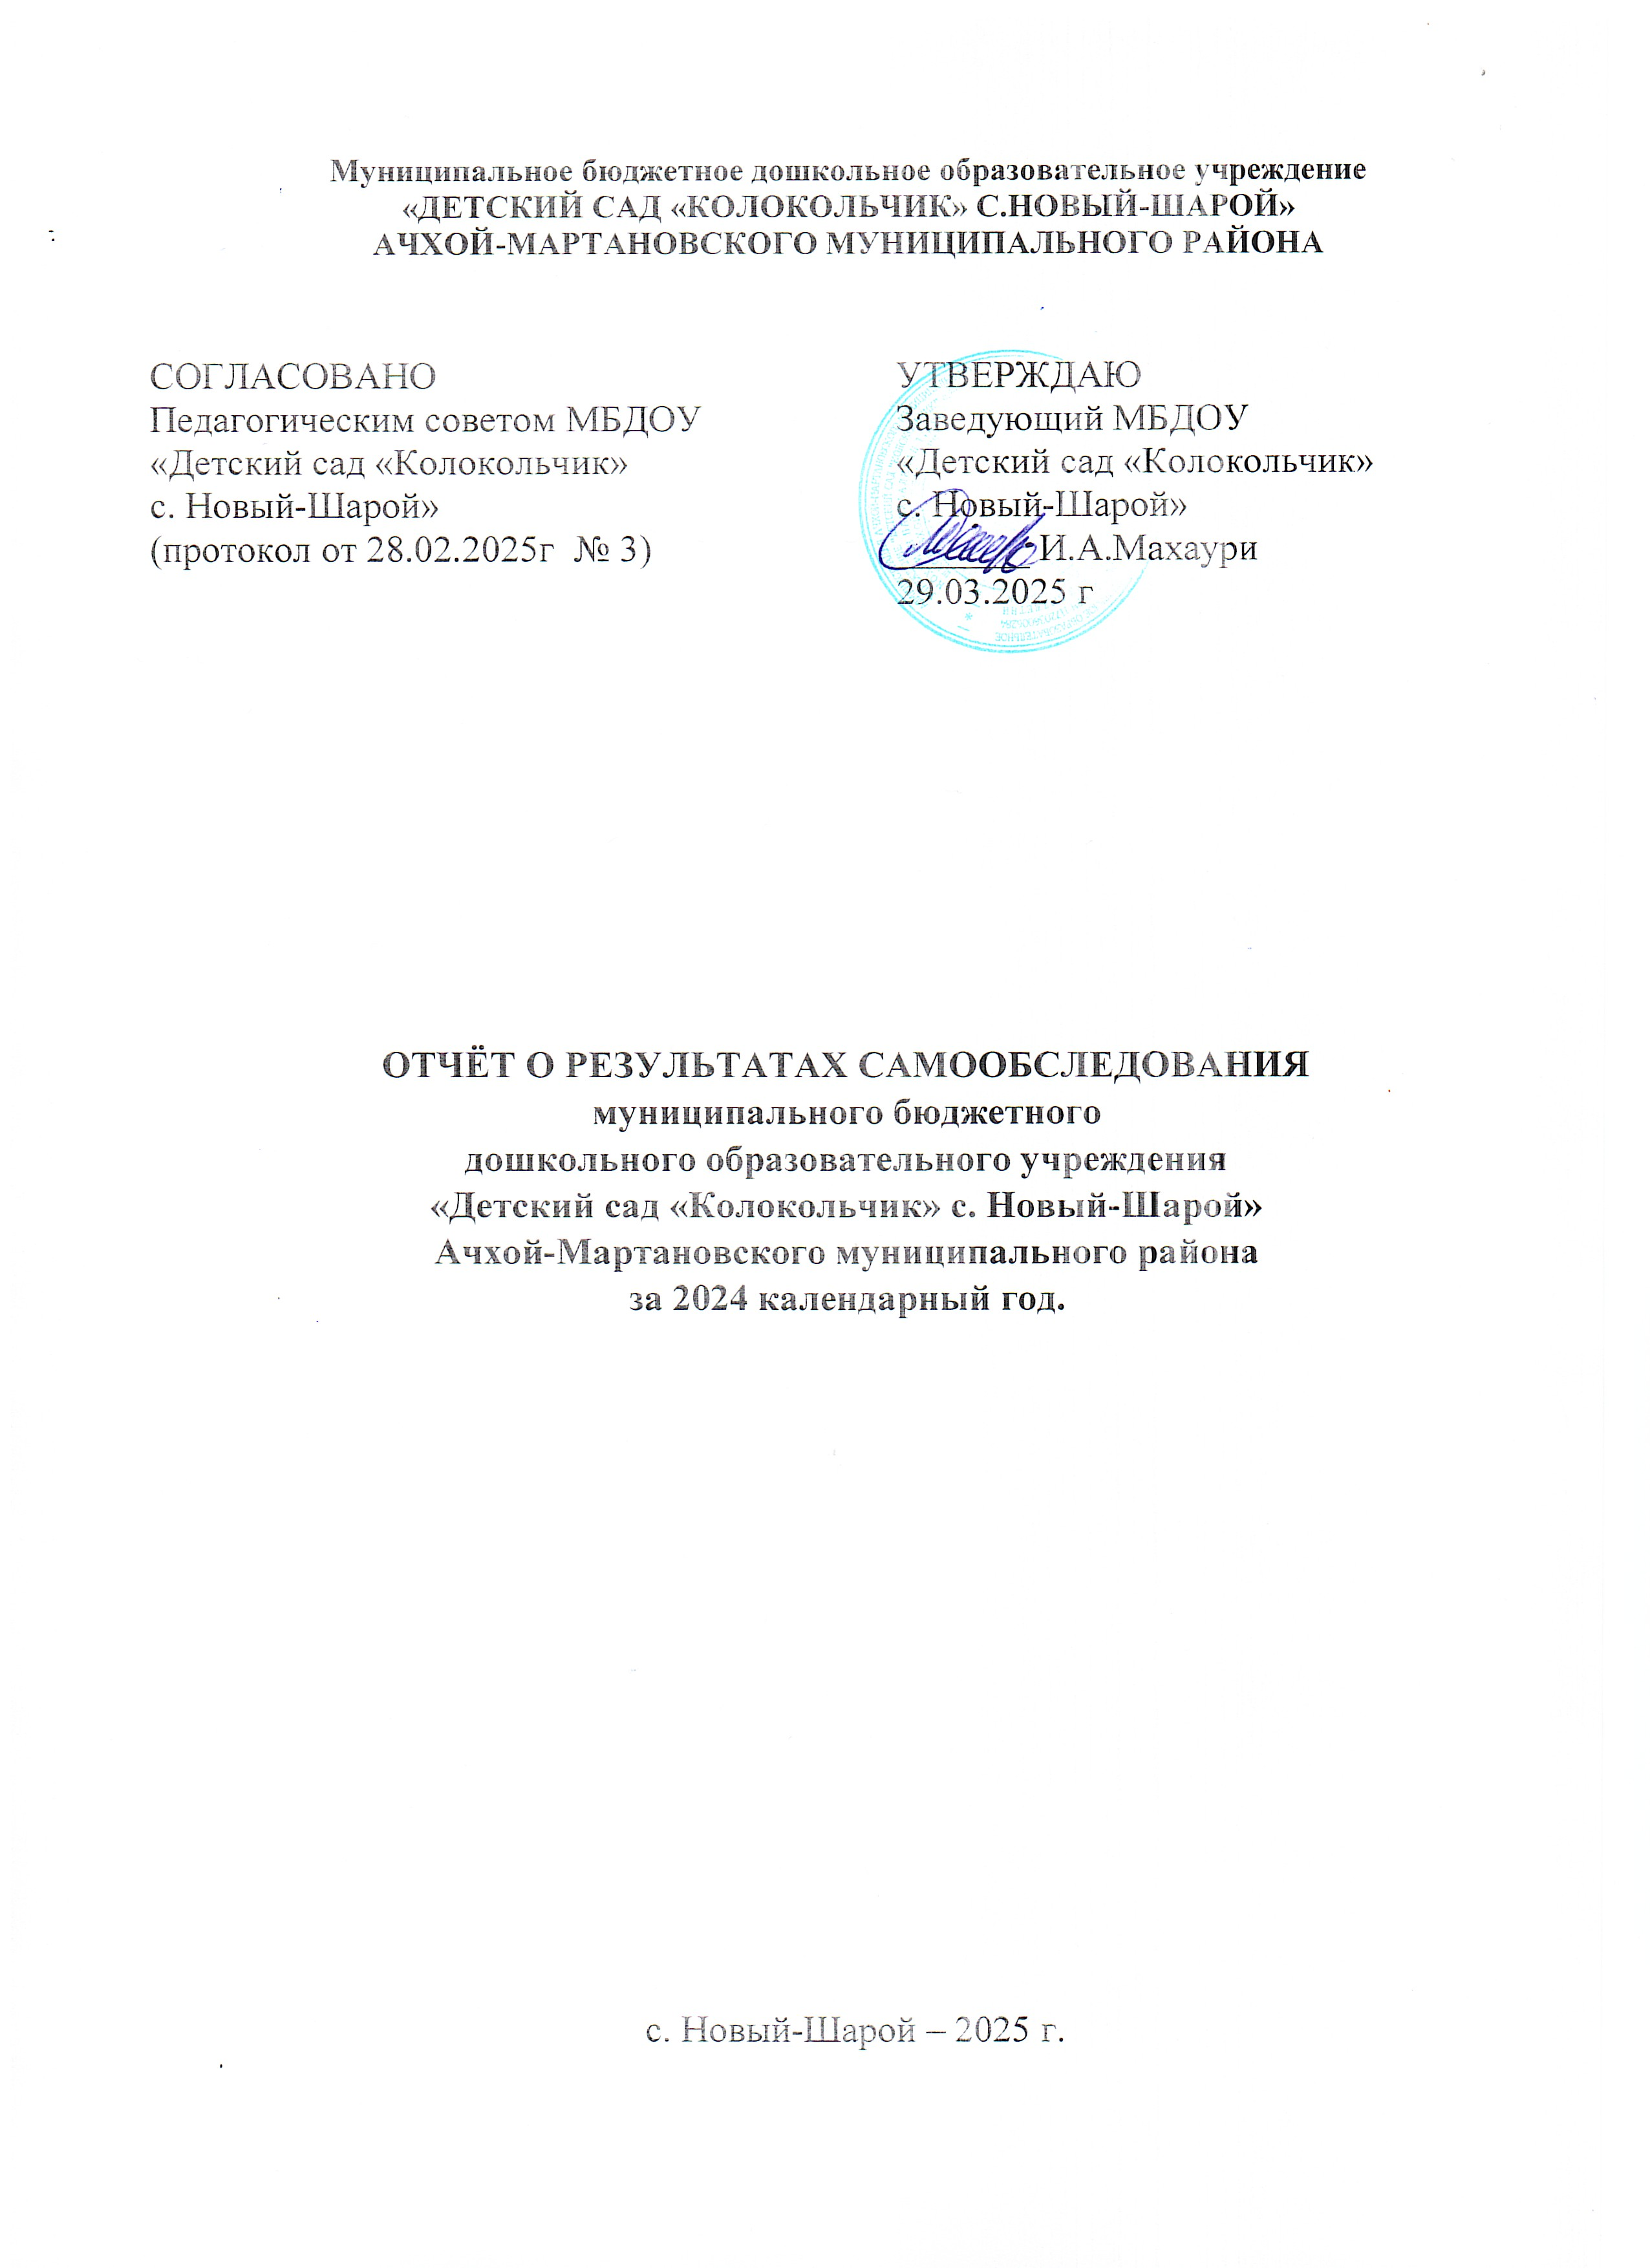 Муниципальное бюджетное дошкольное образовательное учреждение
«ДЕТСКИЙ САД «КОЛОКОЛЬЧИК» С.НОВЫЙ-ШАРОЙ»
АЧХОЙ-МАРТАНОВСКОГО МУНИЦИПАЛЬНОГО РАЙОНА
СОГЛАСОВАНО
Педагогическим советом МБДОУ
«Детский сад «Колокольчик»
с. Новый-Шарой»
(протокол от 28.02.2025г № 3)
УТВЕРЖДАЮ
Заведующий МБДОУ
«Детский сад «Колокольчик»
с. Новый-Шарой»
И.А.Махаури
29.03.2025 г
ОТЧЁТ О РЕЗУЛЬТАТАХ САМООБСЛЕДОВАНИЯ
муниципального бюджетного
дошкольного образовательного учреждения
«Детский сад «Колокольчик» с. Новый-Шарой»
Ачхой-Мартановского муниципального района
за 2024 календарный год.
с. Новый-Шарой – 2025 г.